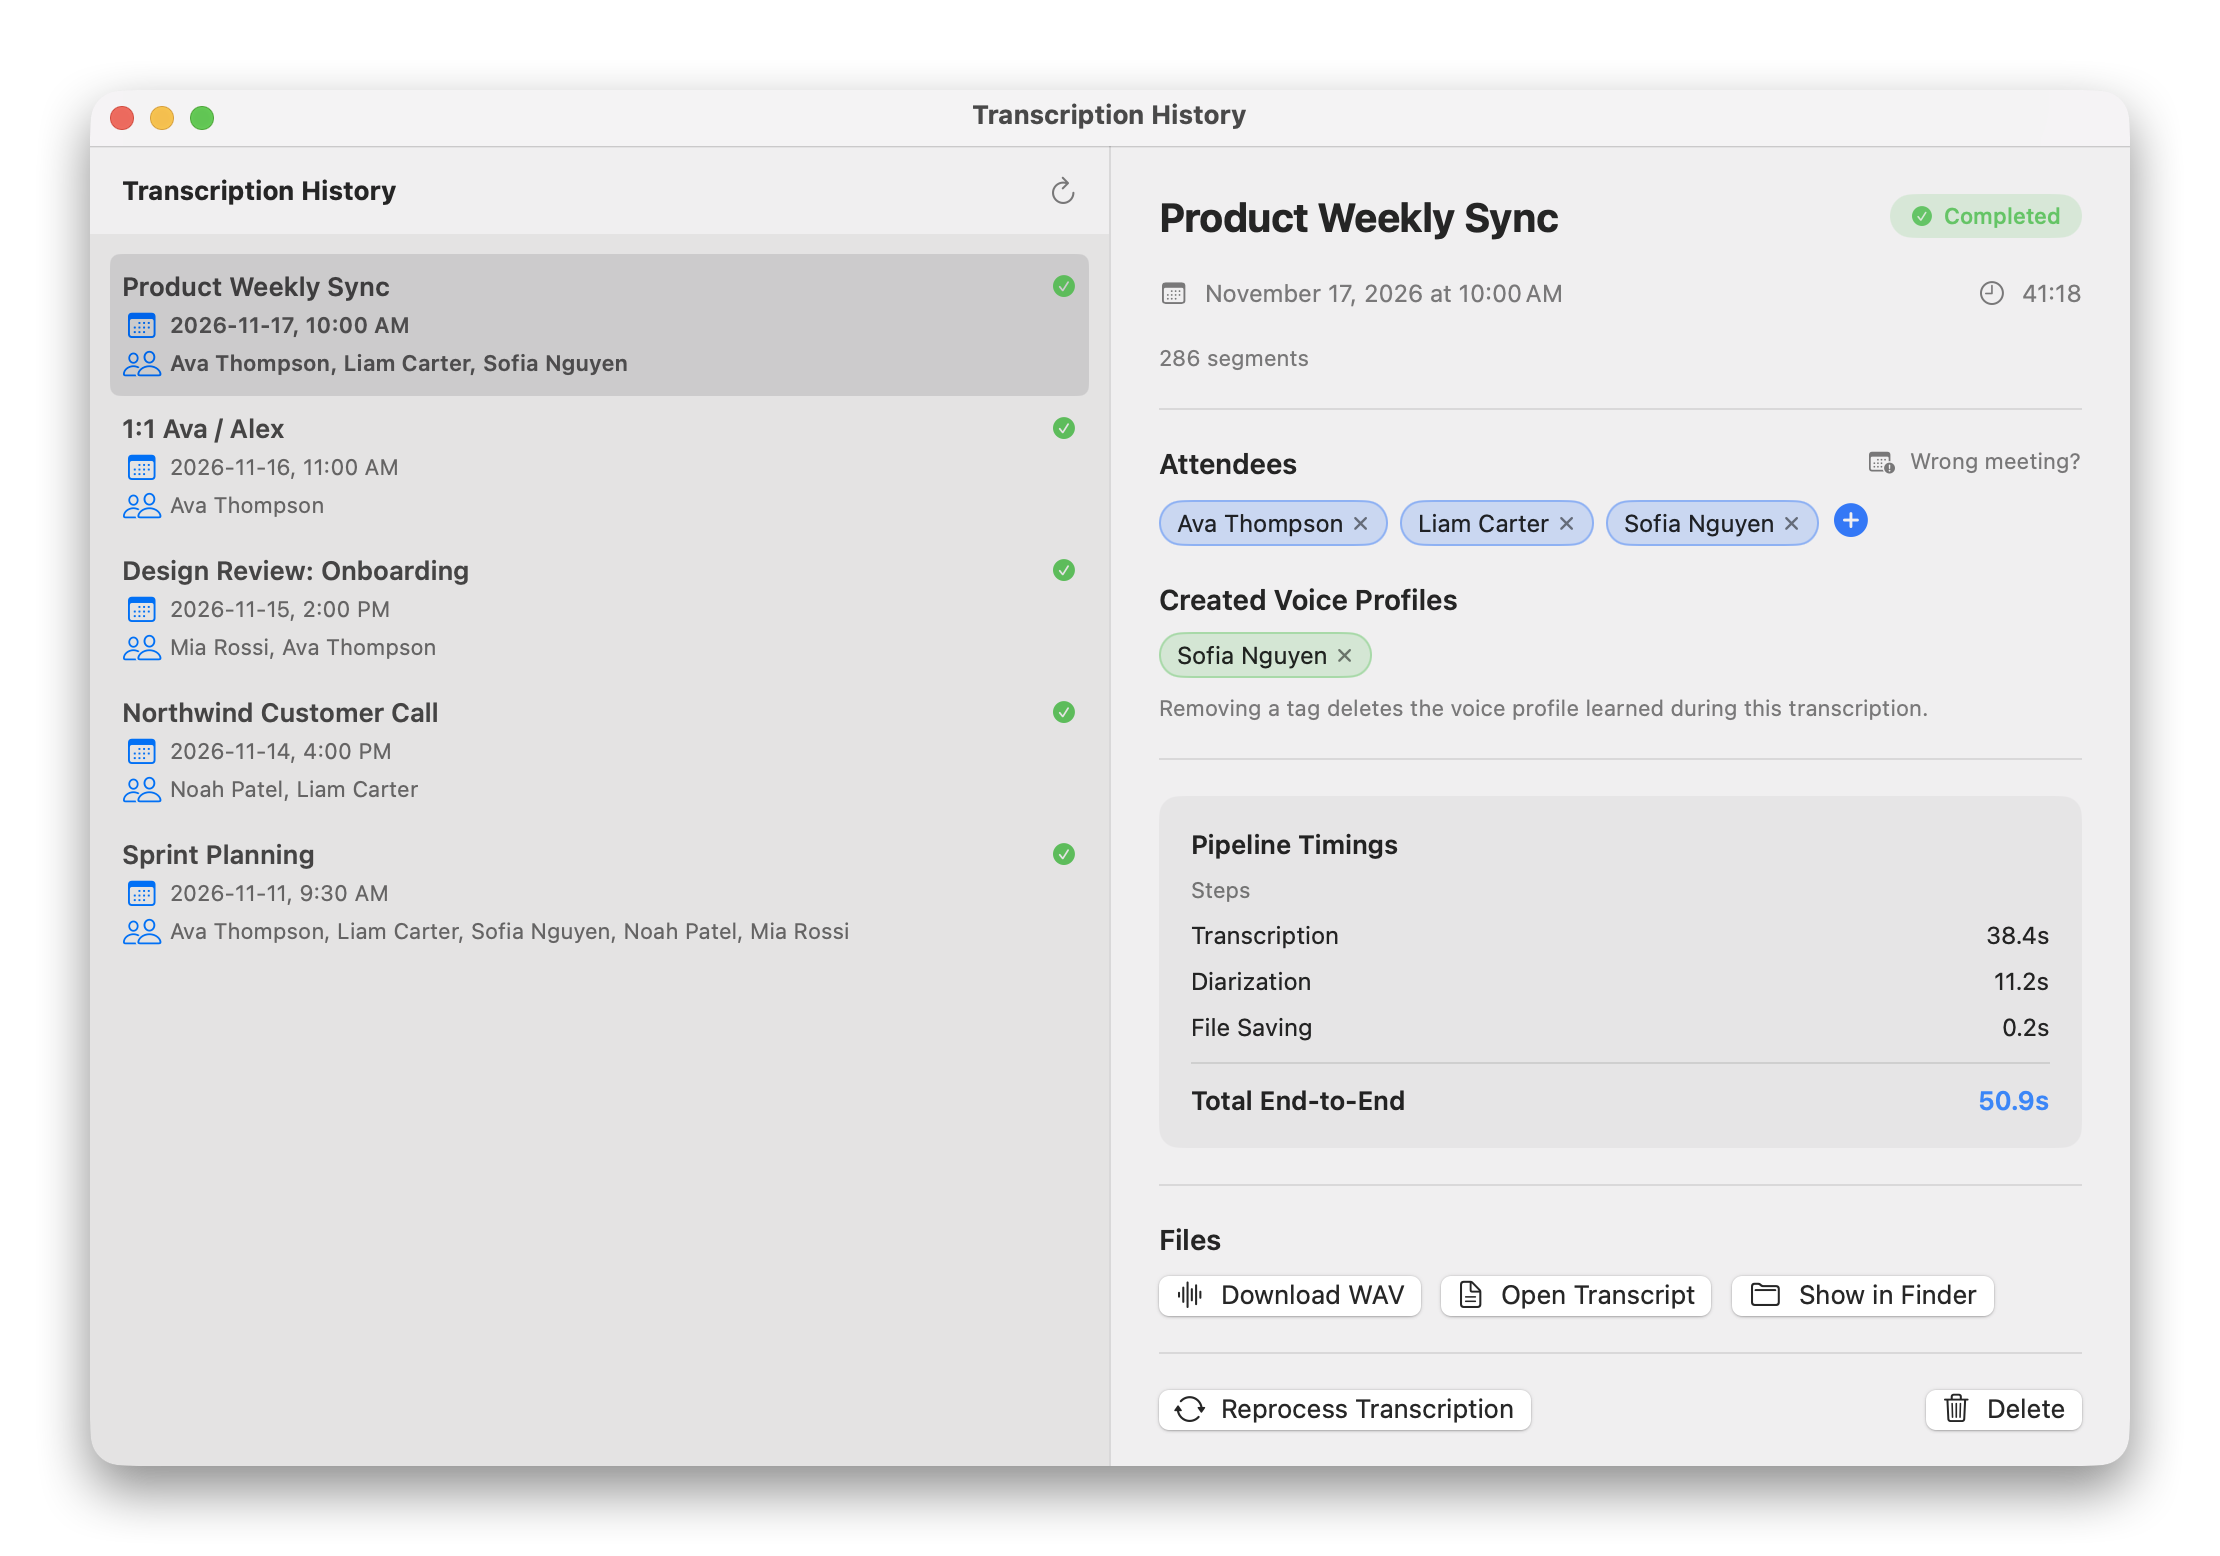 Transcription History
Transcription History
Product Weekly Sync
2026-11-17, 10:00 AM
Ava Thompson, Liam Carter, Sofia Nguyen
1:1 Ava / Alex
2026-11-16, 11:00 AM
Ava Thompson
Design Review: Onboarding
2026-11-15, 2:00 PM
Mia Rossi, Ava Thompson
Northwind Customer Call
2026-11-14, 4:00 PM
Noah Patel, Liam Carter
Sprint Planning
2026-11-11, 9:30 AM
Ava Thompson, Liam Carter, Sofia Nguyen, Noah Patel, Mia Rossi
Product Weekly Sync
Completed
November 17, 2026 at 10:00 AM
41:18
286 segments
Attendees
Wrong meeting?
Ava Thompson
Liam Carter
Sofia Nguyen
Created Voice Profiles
Sofia Nguyen
Removing a tag deletes the voice profile learned during this transcription.
Pipeline Timings
Steps
Transcription 38.4s
Diarization 11.2s
File Saving 0.2s
Total End-to-End 50.9s
Files
Download WAV
Open Transcript
Show in Finder
Reprocess Transcription
Delete